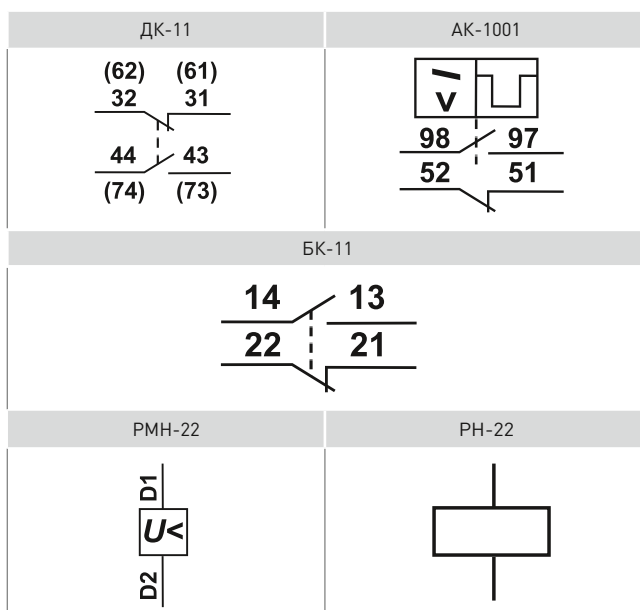 ДК-11
АК-1001
(62) (61)
32 31
44 43
(74) (73)
I
>
98 97
52 51
БК-11
14 13
22 21
РМН-22
РН-22
D1
U<
D2